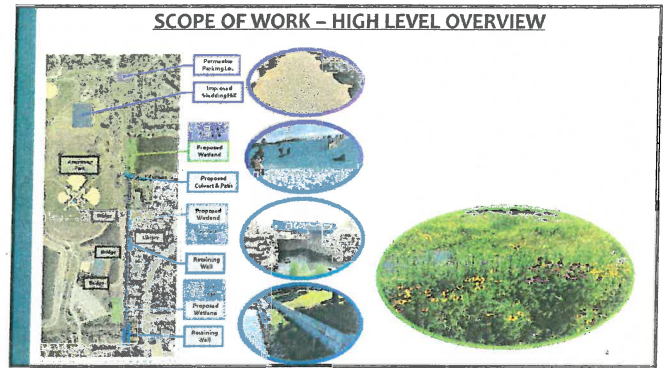 SCOPE OF WORK – HIGH LEVEL OVERVIEW
Permeable
Parking Lot
Improved
Sledding Hill
Proposed
Wetland
Proposed
Culvert & Path
Proposed
Wetland
Library
Retaining
Wall
Park
Bridge
Bridge
Bridge
Proposed
Wetland
Retaining
Wall